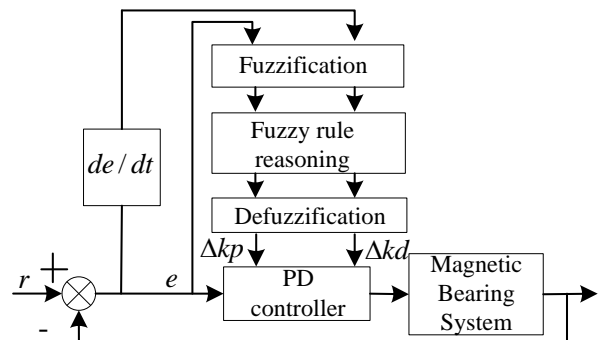 Fuzzification
Fuzzy rule
reasoning
de / dt
Defuzzification
Δkp
Δkd
+
r
e
-
PD
controller
Magnetic
Bearing
System